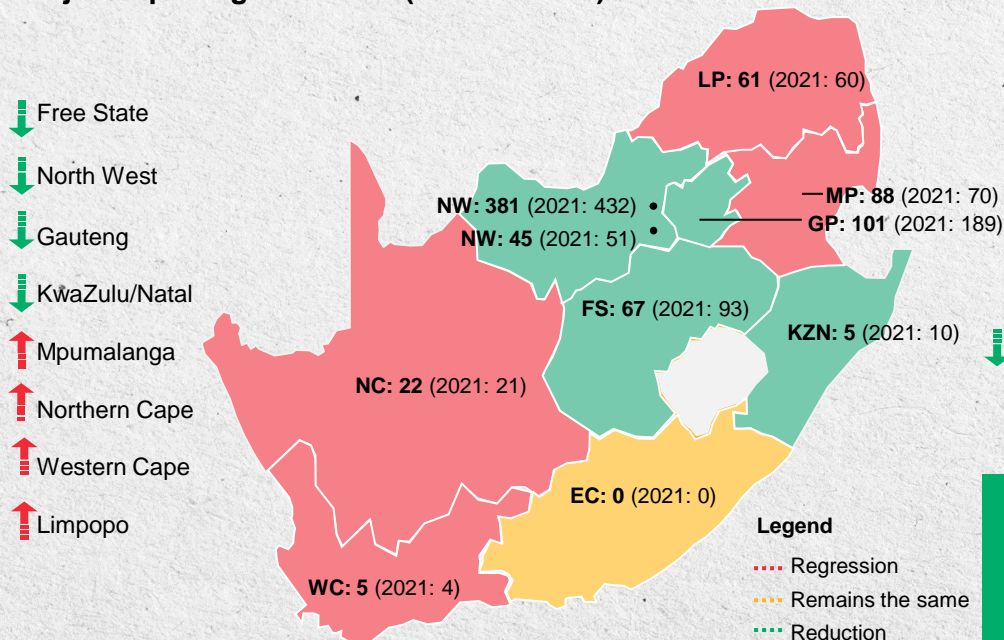 Free State
North West
Gauteng
KwaZulu/Natal
Mpumalanga
Northern Cape
Western Cape
Limpopo
LP: 61 (2021: 60)
MP: 88 (2021: 70)
NW: 381 (2021: 432)
GP: 101 (2021: 189)
NW: 45 (2021: 51)
FS: 67 (2021: 93)
KZN: 5 (2021: 10)
NC: 22 (2021: 21)
EC: 0 (2021: 0)
WC: 5 (2021: 4)
Legend
Regression
Remains the same
Reduction